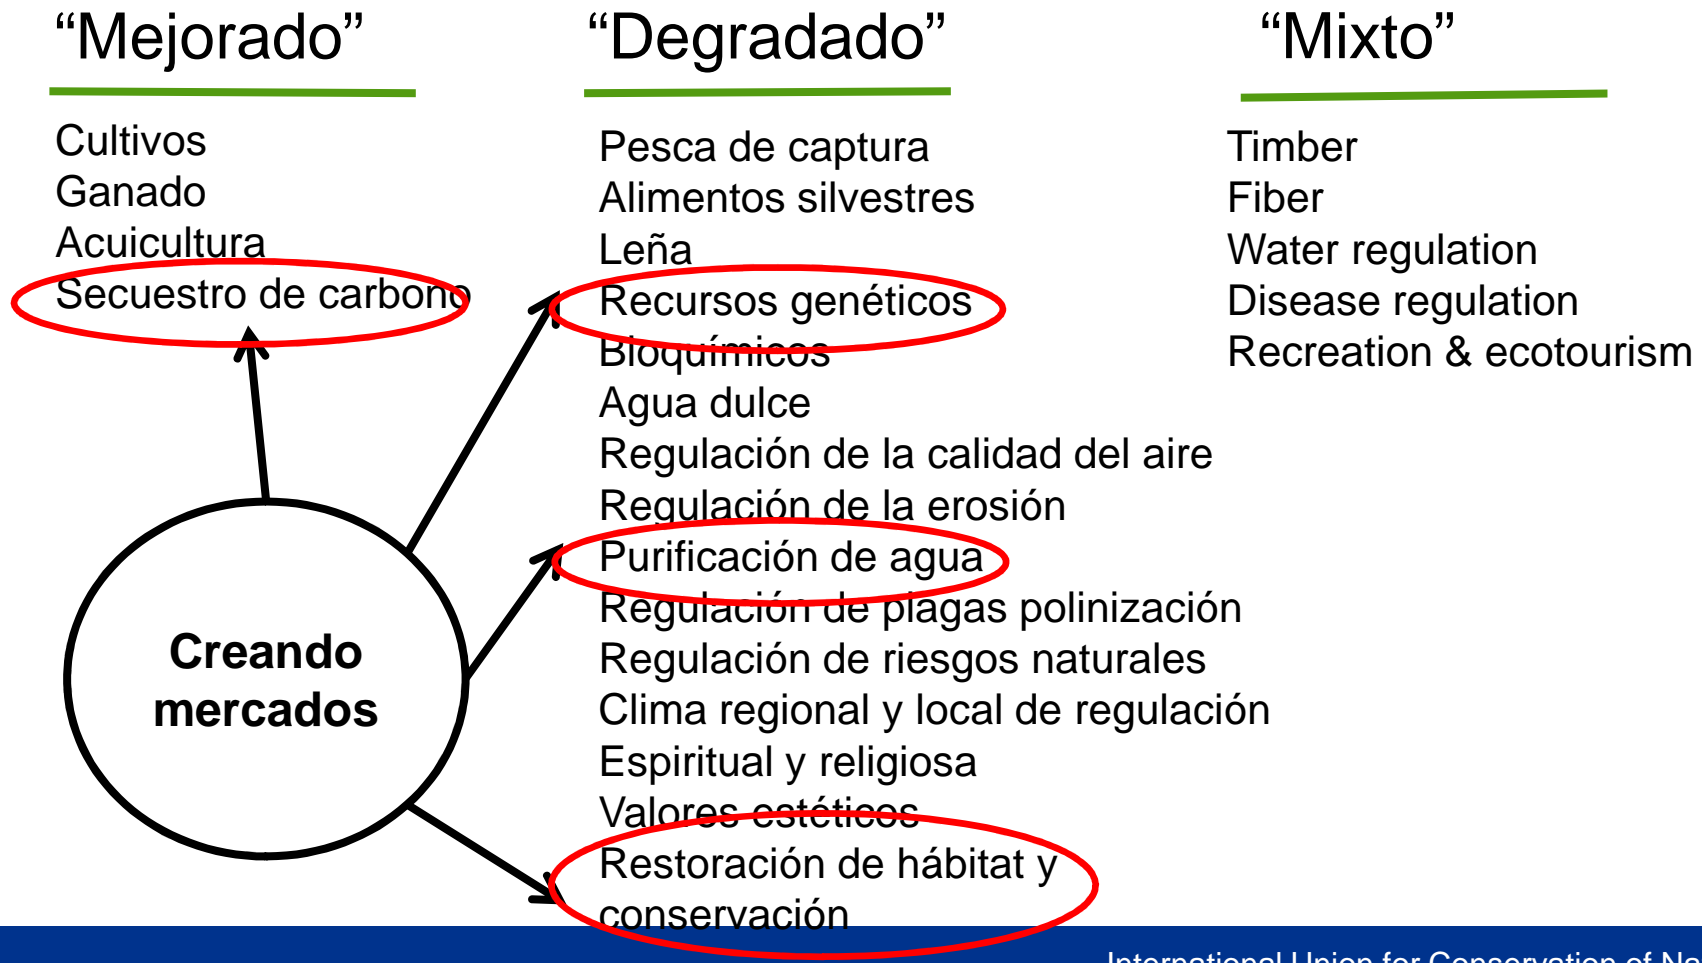 “Mejorado”
“Degradado”
“Mixto”
Cultivos
Ganado
Acuicultura
Secuestro de carbono
Pesca de captura
Alimentos silvestres
Leña
Recursos genéticos
Bioquímicos
Agua dulce
Regulación de la calidad del aire
Regulación de la erosión
Purificación de agua
Regulación de plagas polinización
Regulación de riesgos naturales
Clima regional y local de regulación
Espiritual y religiosa
Valores estéticos
Restoración de hábitat y
conservación
Timber
Fiber
Water regulation
Disease regulation
Recreation & ecotourism
Creando
mercados
International Union for Conservation of Na